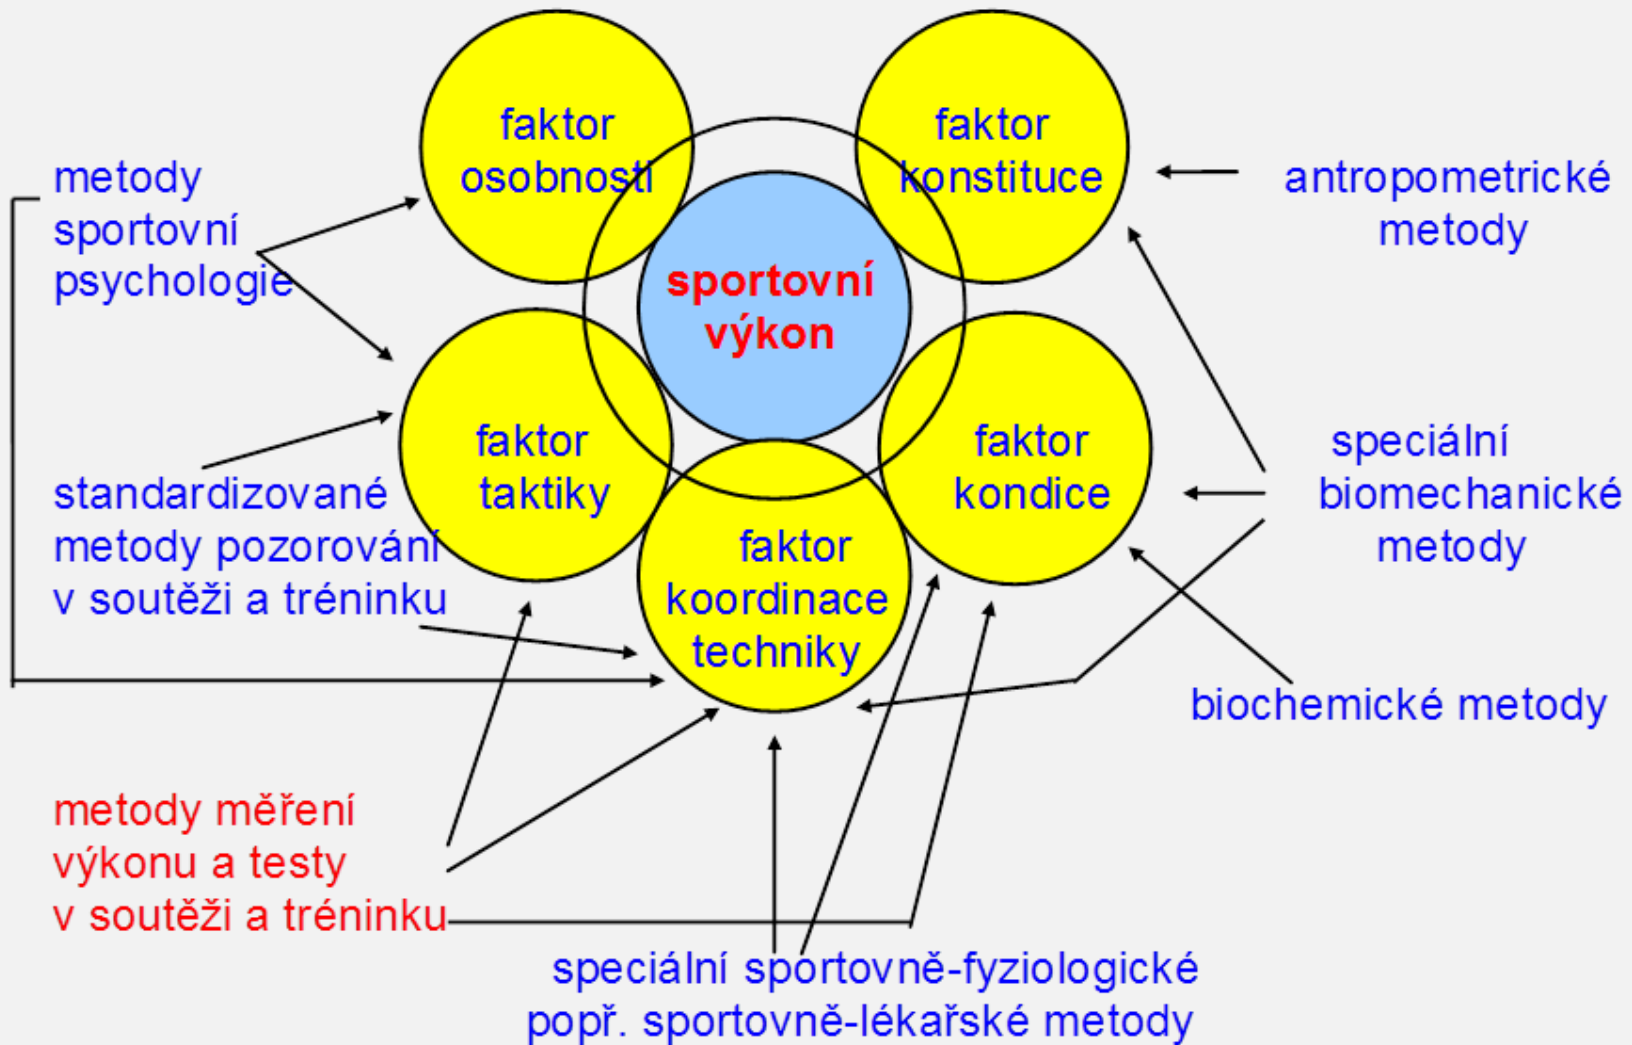 faktor
osobnosti
faktor
konstituce
metody
sportovní
psychologie
antropometrické
metody
sportovní
výkon
faktor
taktiky
faktor
kondice
speciální
biomechanické
metody
standardizované
metody pozorování
v soutěži a tréninku
faktor
koordinace
techniky
biochemické metody
metody měření
výkonu a testy
v soutěži a tréninku
speciální sportovně-fyziologické
popř. sportovně-lékařské metody